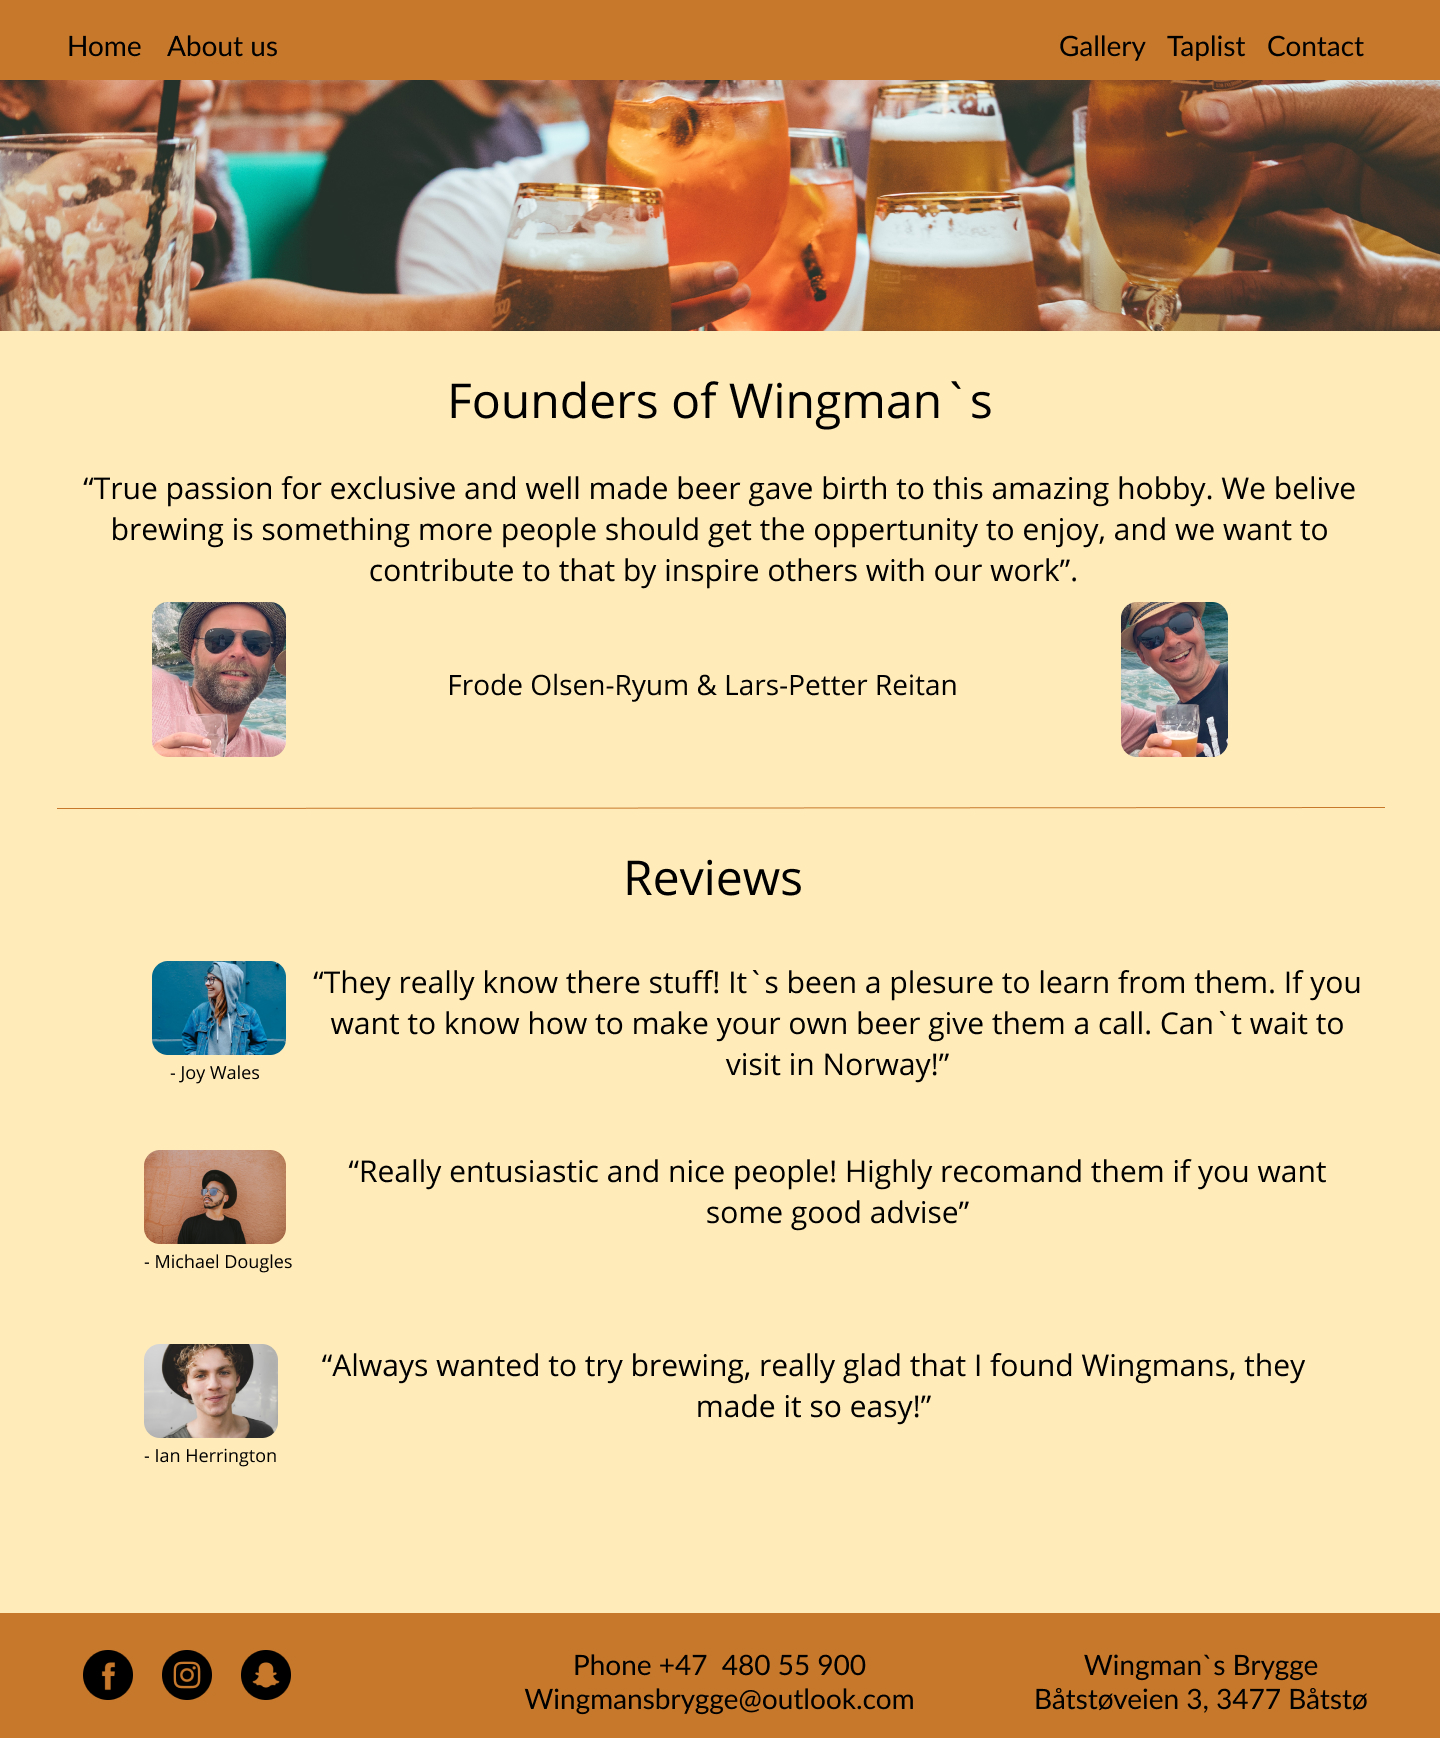 Home About us Gallery Taplist Contact
Founders of Wingman`s
“True passion for exclusive and well made beer gave birth to this amazing hobby. We belive
brewing is something more people should get the oppertunity to enjoy, and we want to
contribute to that by inspire others with our work”.
Frode Olsen-Ryum & Lars-Petter Reitan
Reviews
“They really know there stuff! It`s been a plesure to learn from them. If you
want to know how to make your own beer give them a call. Can`t wait to
visit in Norway!”
- Joy Wales
“Really entusiastic and nice people! Highly recomand them if you want
some good advise”
- Michael Dougles
“Always wanted to try brewing, really glad that I found Wingmans, they
made it so easy!”
- Ian Herrington
Phone +47 480 55 900
Wingmansbrygge@outlook.com
Wingman`s Brygge
Båtstøveien 3, 3477 Båtstø